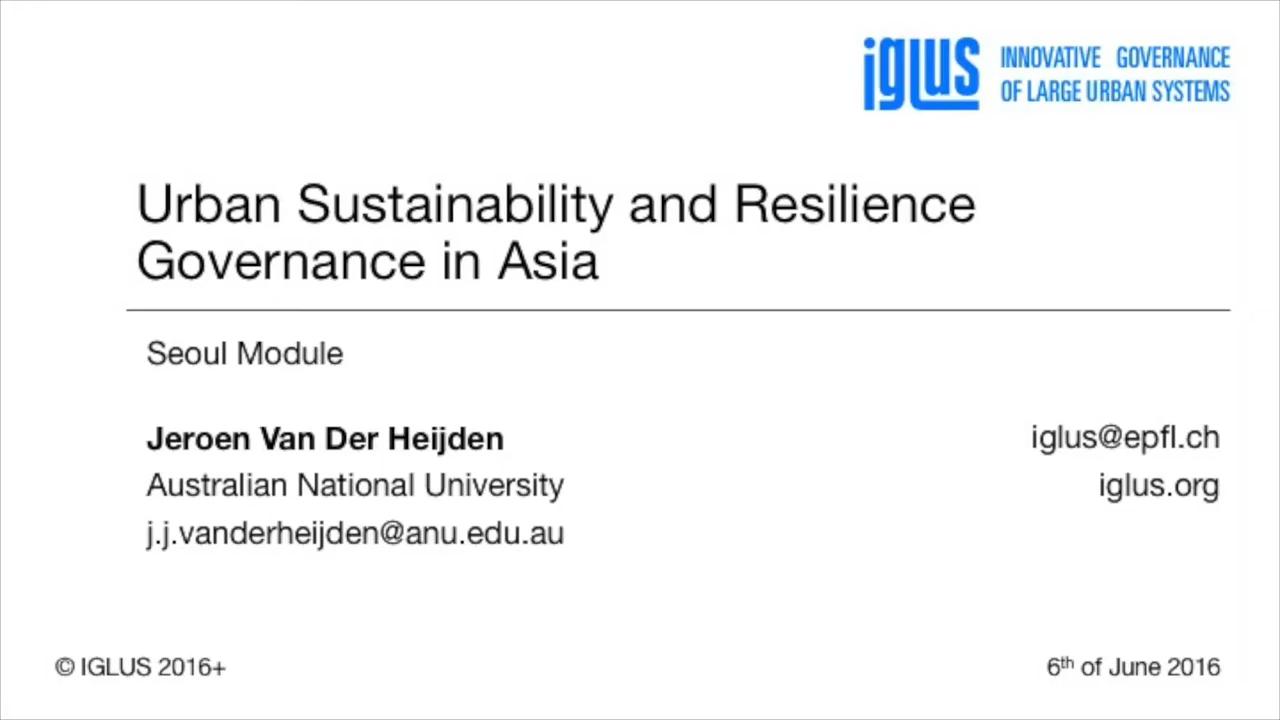 iglus
INNOVATIVE GOVERNANCE
OF LARGE URBAN SYSTEMS
Urban Sustainability and Resilience
Governance in Asia
Seoul Module
Jeroen Van Der Heijden
Australian National University
j.j.vanderheijden@anu.edu.au
iglus@epfl.ch
iglus.org
© IGLUS 2016+
6th of June 2016